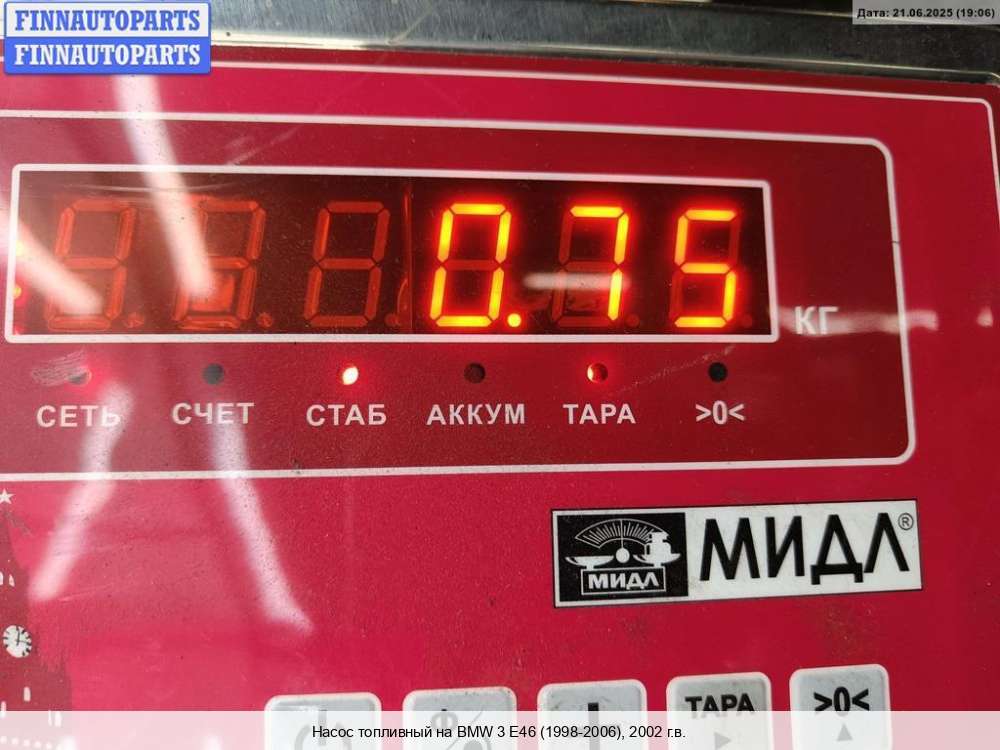 FINNAUTOPARTS
FINNAUTOPARTS
Дата: 21.06.2025 (19:06)
0.75
КГ
СЕТЬ СЧЕТ СТАБ АККУМ ТАРА >0<
МИДЛ МИДЛ®
ТАРА >0<
Насос топливный на BMW 3 E46 (1998-2006), 2002 г.в.